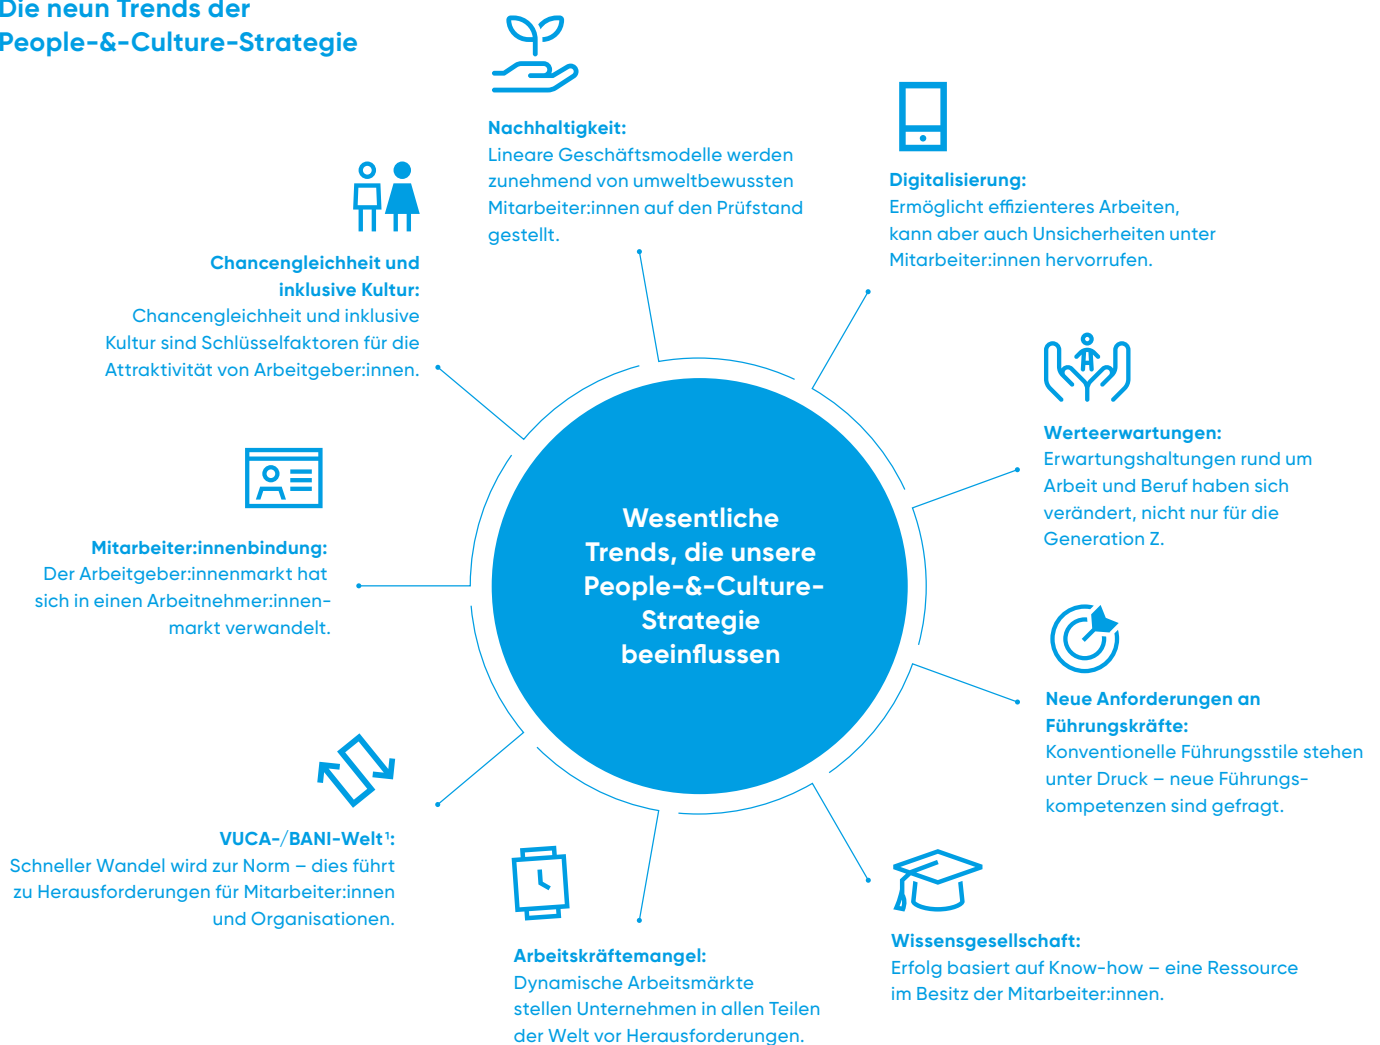 Die neun Trends der
People-&-Culture-Strategie
Nachhaltigkeit:
Lineare Geschäftsmodelle werden
zunehmend von umweltbewussten
Mitarbeiter:innen auf den Prüfstand
gestellt.
Digitalisierung:
Ermöglicht effizienteres Arbeiten,
kann aber auch Unsicherheiten unter
Mitarbeiter:innen hervorrufen.
Werteerwartungen:
Erwartungshaltungen rund um
Arbeit und Beruf haben sich
verändert, nicht nur für die
Generation Z.
Neue Anforderungen an
Führungskräfte:
Konventionelle Führungsstile stehen
unter Druck – neue Führungs-
kompetenzen sind gefragt.
Wissensgesellschaft:
Erfolg basiert auf Know-how – eine Ressource
im Besitz der Mitarbeiter:innen.
Arbeitskräftemangel:
Dynamische Arbeitsmärkte
stellen Unternehmen in allen Teilen
der Welt vor Herausforderungen.
VUCA-/BANI-Welt¹:
Schneller Wandel wird zur Norm – dies führt
zu Herausforderungen für Mitarbeiter:innen
und Organisationen.
Mitarbeiter:innenbindung:
Der Arbeitgeber:innenmarkt hat
sich in einen Arbeitnehmer:innen-
markt verwandelt.
Chancengleichheit und
inklusive Kultur:
Chancengleichheit und inklusive
Kultur sind Schlüsselfaktoren für die
Attraktivität von Arbeitgeber:innen.
Wesentliche
Trends, die unsere
People-&-Culture-
Strategie
beeinflussen